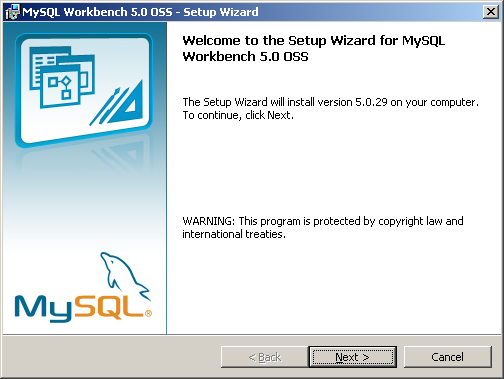 MySQL Workbench 5.0 OSS - Setup Wizard
Welcome to the Setup Wizard for MySQL
Workbench 5.0 OSS
The Setup Wizard will install version 5.0.29 on your computer.
To continue, click Next.
WARNING: This program is protected by copyright law and
international treaties.
MySQL®
< Back
Next >
Cancel